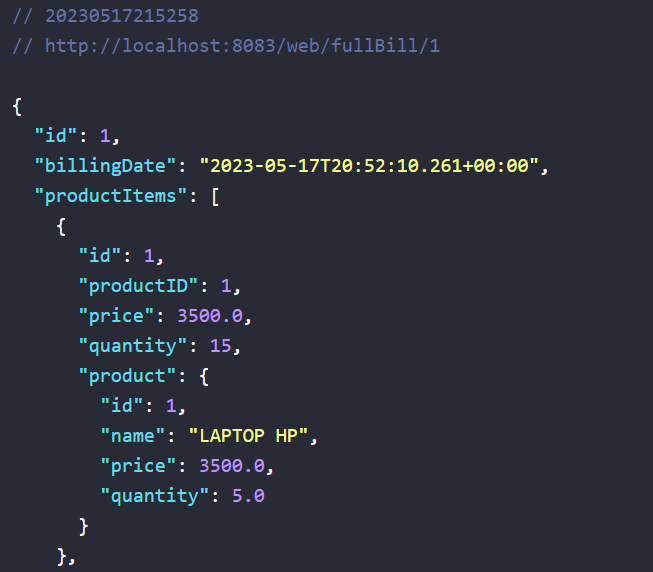 // 20230517215258
// http://localhost:8083/web/fullBill/1
{
"id": 1,
"billingDate": "2023-05-17T20:52:10.261+00:00",
"productItems": [
{
"id": 1,
"productID": 1,
"price": 3500.0,
"quantity": 15,
"product": {
"id": 1,
"name": "LAPTOP HP",
"price": 3500.0,
"quantity": 5.0
}
},